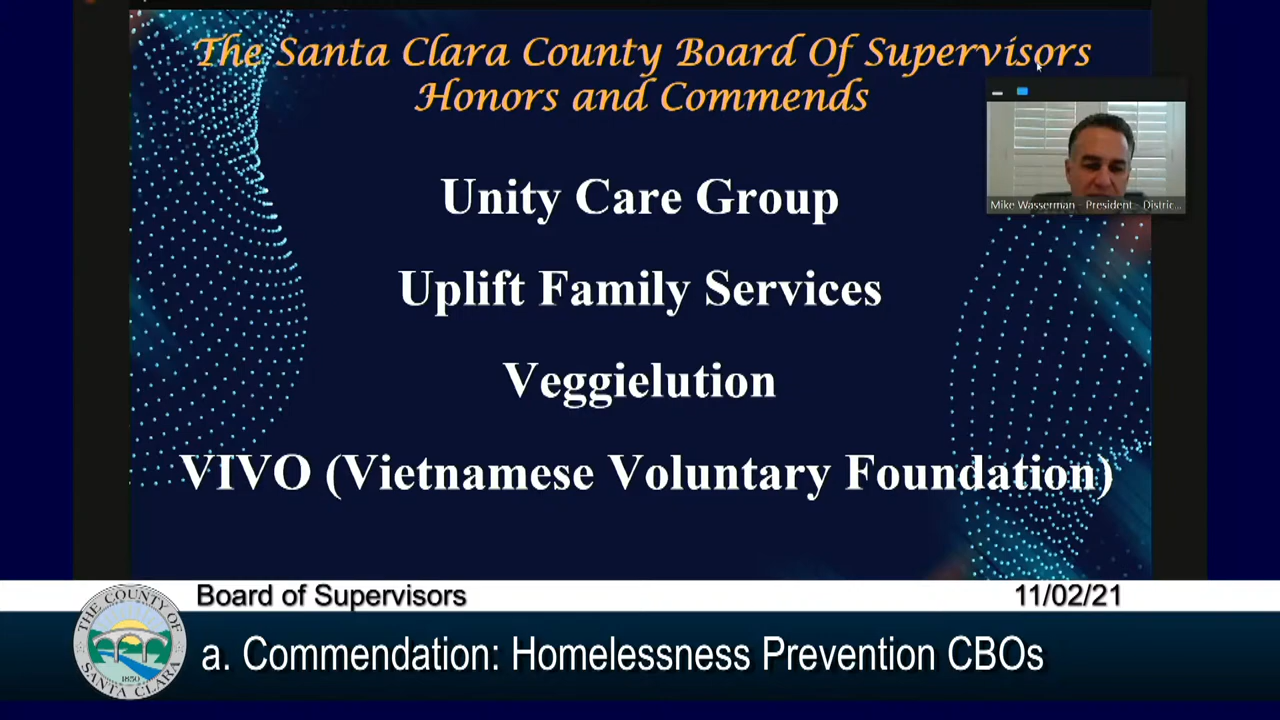 The Santa Clara County Board Of Supervisors
Honors and Commends
Mike Wasserman - President - Distric...
Unity Care Group
Uplift Family Services
Veggielution
VIVO (Vietnamese Voluntary Foundation)
Board of Supervisors
11/02/21
THE COUNTY OF
SANTA CLARA
1850
a. Commendation: Homelessness Prevention CBOs